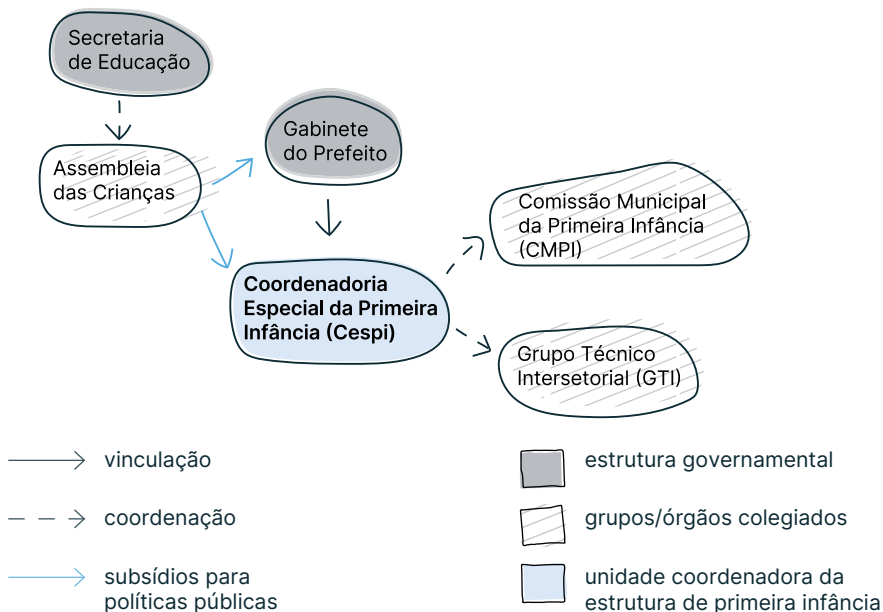 Secretaria
de Educação
Assembleia
das Crianças
Gabinete
do Prefeito
Coordenadoria
Especial da Primeira
Infância (Cespi)
Comissão Municipal
da Primeira Infância
(CMPI)
Grupo Técnico
Intersetorial (GTI)
vinculação
coordenação
subsídios para
políticas públicas
estrutura governamental
grupos/órgãos colegiados
unidade coordenadora da
estrutura de primeira infância